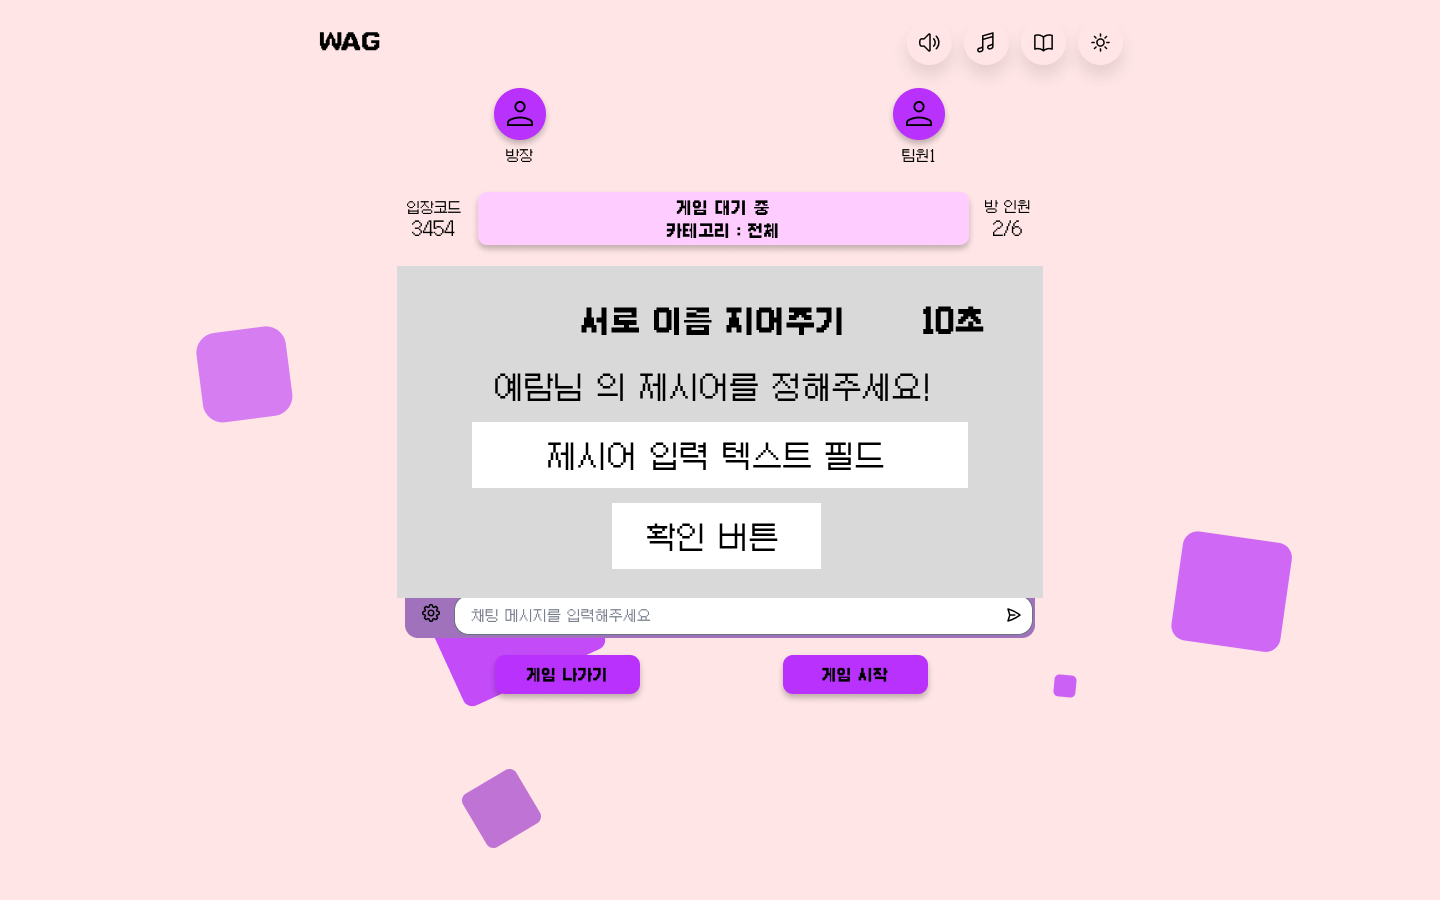 WAG
방장
팀원1
입장코드
3454
게임 대기 중
카테고리 : 전체
방 인원
2/6
서로 이름 지어주기
10초
예람님 의 제시어를 정해주세요!
제시어 입력 텍스트 필드
확인 버튼
채팅 메시지를 입력해주세요
게임 나가기
게임 시작